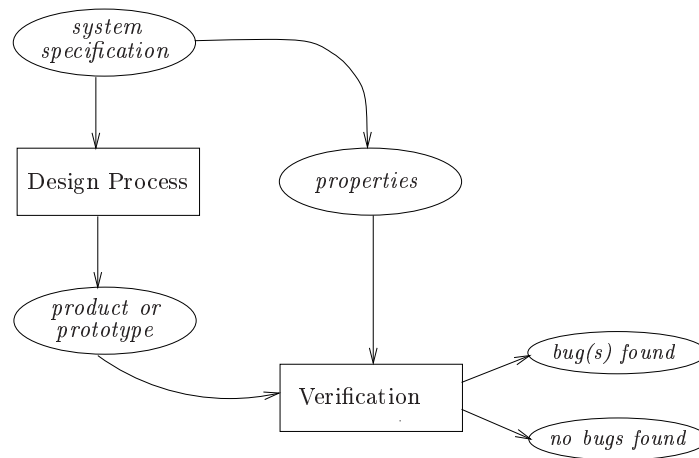 system
specification
Design Process
properties
product or
prototype
bug(s) found
Verification
no bugs found